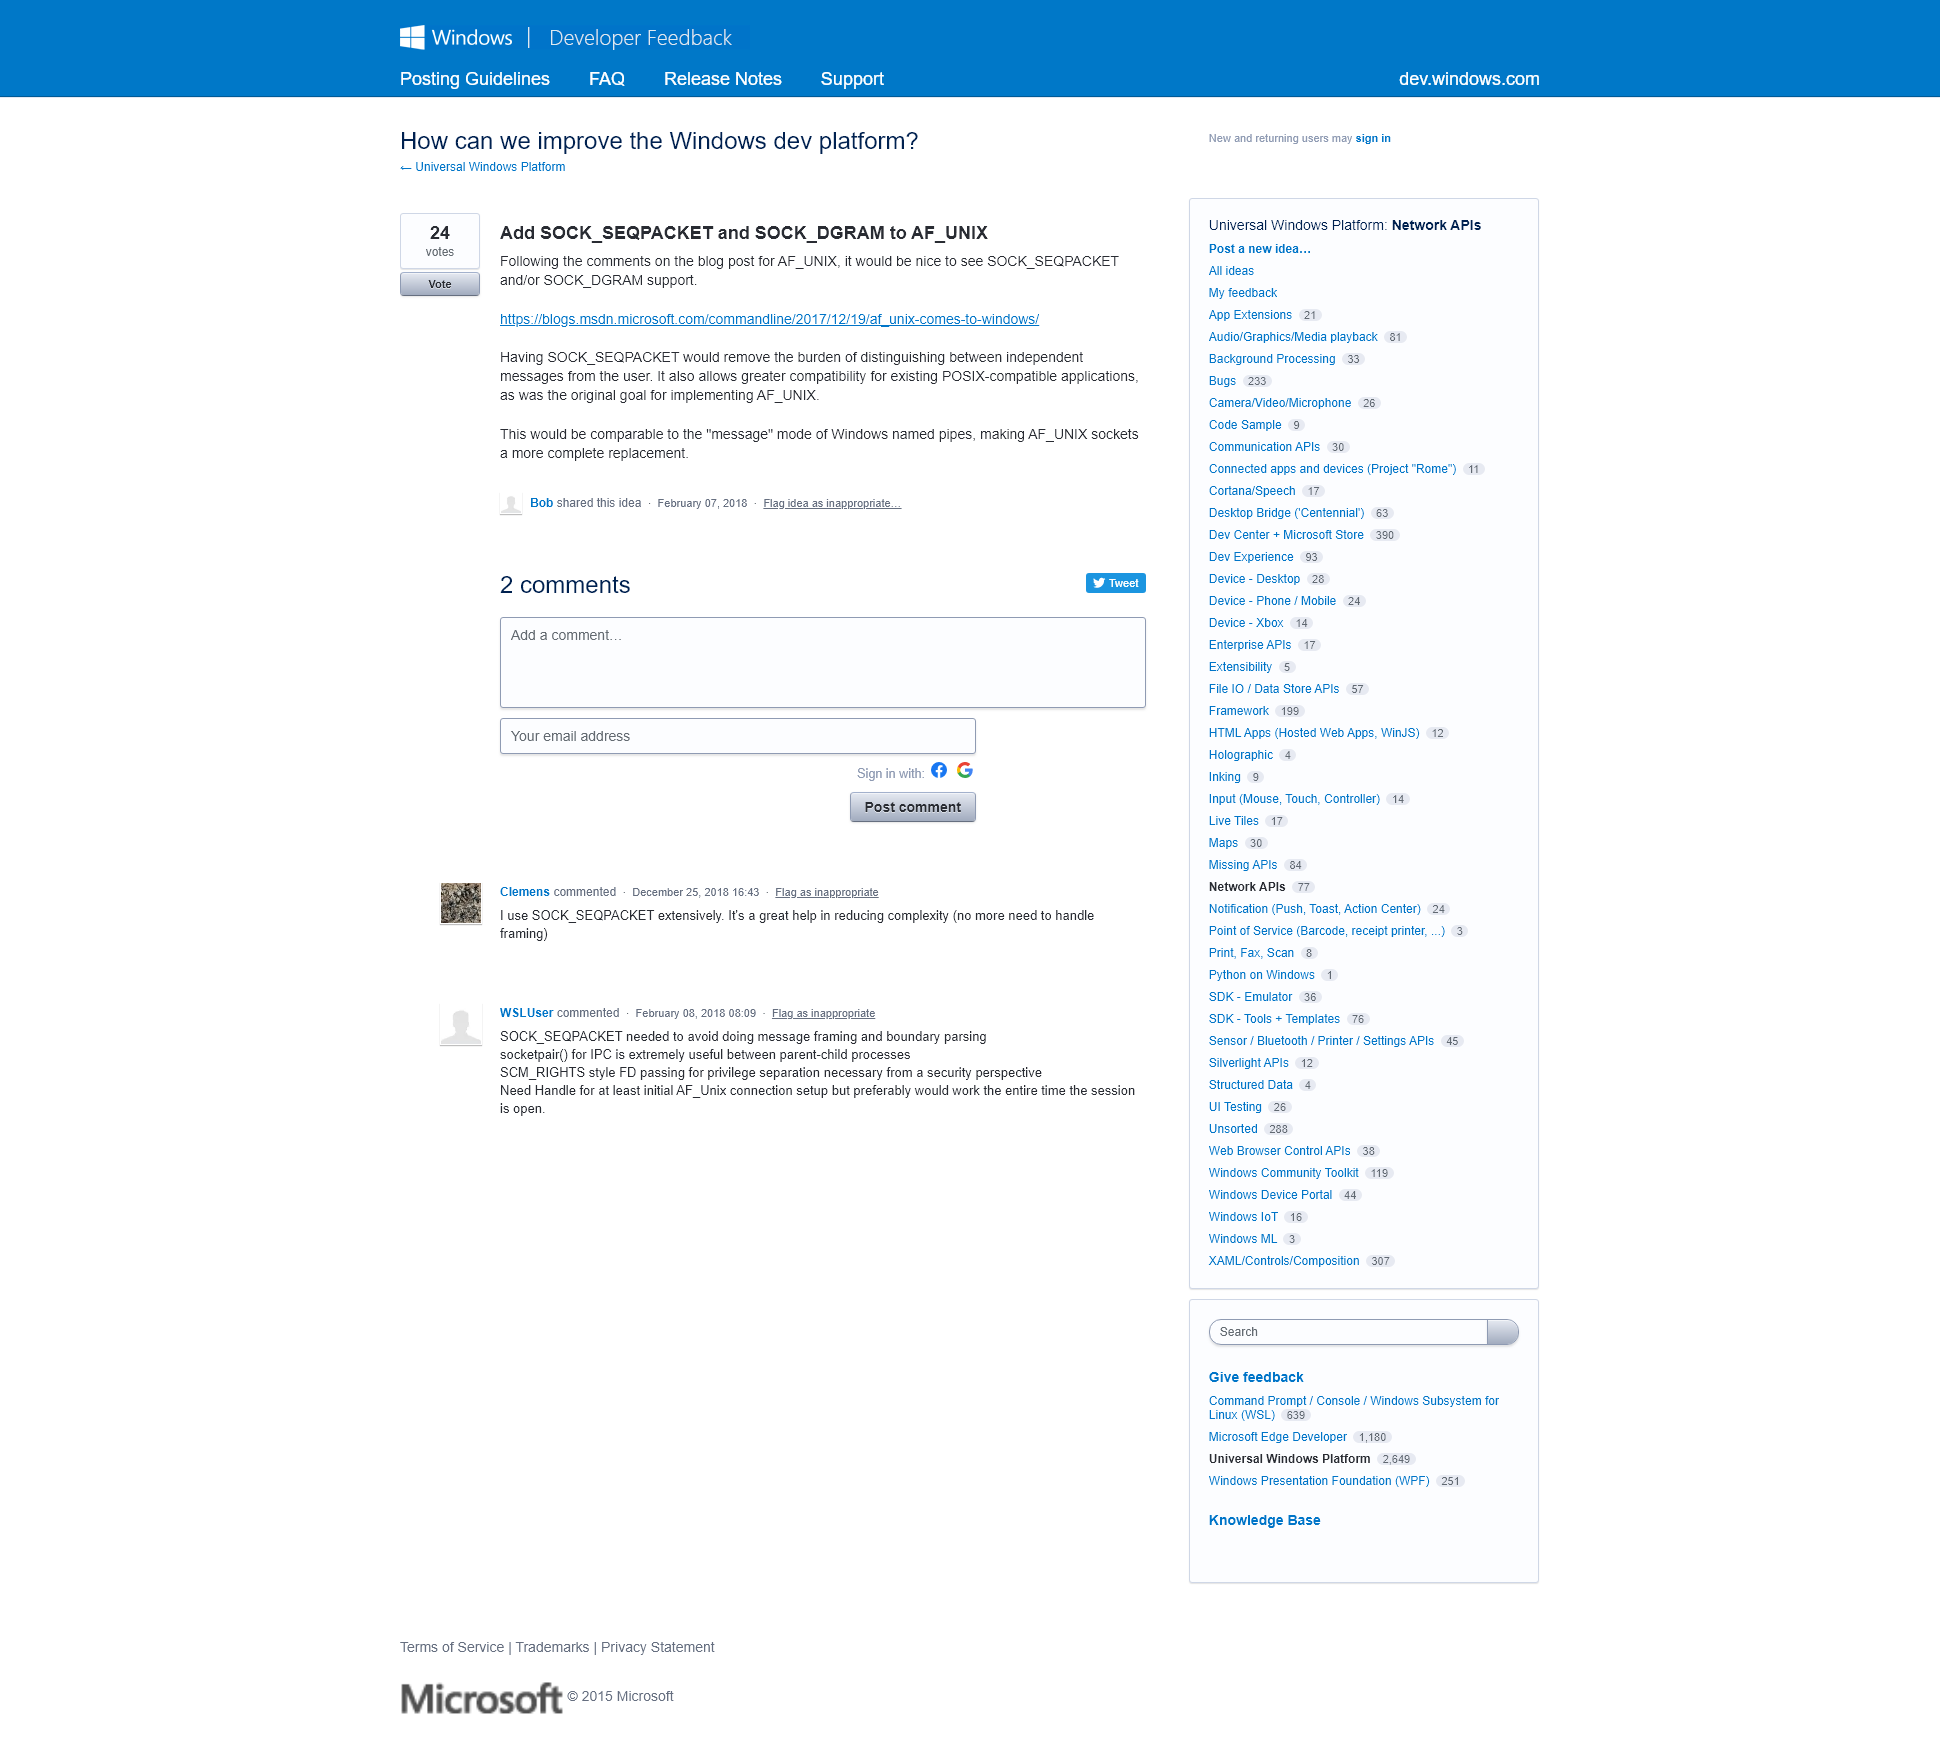 Windows | Developer Feedback
Posting Guidelines FAQ Release Notes Support dev.windows.com
How can we improve the Windows dev platform?
← Universal Windows Platform
24
votes
Vote
Add SOCK_SEQPACKET and SOCK_DGRAM to AF_UNIX
Following the comments on the blog post for AF_UNIX, it would be nice to see SOCK_SEQPACKET
and/or SOCK_DGRAM support.
https://blogs.msdn.microsoft.com/commandline/2017/12/19/af_unix-comes-to-windows/
Having SOCK_SEQPACKET would remove the burden of distinguishing between independent
messages from the user. It also allows greater compatibility for existing POSIX-compatible applications,
as was the original goal for implementing AF_UNIX.
This would be comparable to the "message" mode of Windows named pipes, making AF_UNIX sockets
a more complete replacement.
Bob shared this idea · February 07, 2018 · Flag idea as inappropriate…
2 comments
Tweet
Add a comment…
Your email address
Sign in with:
Post comment
Clemens commented · December 25, 2018 16:43 · Flag as inappropriate
I use SOCK_SEQPACKET extensively. It's a great help in reducing complexity (no more need to handle
framing)
WSLUser commented · February 08, 2018 08:09 · Flag as inappropriate
SOCK_SEQPACKET needed to avoid doing message framing and boundary parsing
socketpair() for IPC is extremely useful between parent-child processes
SCM_RIGHTS style FD passing for privilege separation necessary from a security perspective
Need Handle for at least initial AF_Unix connection setup but preferably would work the entire time the session
is open.
New and returning users may sign in
Universal Windows Platform: Network APIs
Post a new idea…
All ideas
My feedback
App Extensions 21
Audio/Graphics/Media playback 81
Background Processing 33
Bugs 233
Camera/Video/Microphone 26
Code Sample 9
Communication APIs 30
Connected apps and devices (Project "Rome") 11
Cortana/Speech 17
Desktop Bridge ('Centennial') 63
Dev Center + Microsoft Store 390
Dev Experience 93
Device - Desktop 28
Device - Phone / Mobile 24
Device - Xbox 14
Enterprise APIs 17
Extensibility 5
File IO / Data Store APIs 57
Framework 199
HTML Apps (Hosted Web Apps, WinJS) 12
Holographic 4
Inking 9
Input (Mouse, Touch, Controller) 14
Live Tiles 17
Maps 30
Missing APIs 84
Network APIs 77
Notification (Push, Toast, Action Center) 24
Point of Service (Barcode, receipt printer, ...) 3
Print, Fax, Scan 8
Python on Windows 1
SDK - Emulator 36
SDK - Tools + Templates 76
Sensor / Bluetooth / Printer / Settings APIs 45
Silverlight APIs 12
Structured Data 4
UI Testing 26
Unsorted 288
Web Browser Control APIs 38
Windows Community Toolkit 119
Windows Device Portal 44
Windows IoT 16
Windows ML 3
XAML/Controls/Composition 307
Search
Give feedback
Command Prompt / Console / Windows Subsystem for
Linux (WSL) 639
Microsoft Edge Developer 1,180
Universal Windows Platform 2,649
Windows Presentation Foundation (WPF) 251
Knowledge Base
Terms of Service | Trademarks | Privacy Statement
Microsoft © 2015 Microsoft